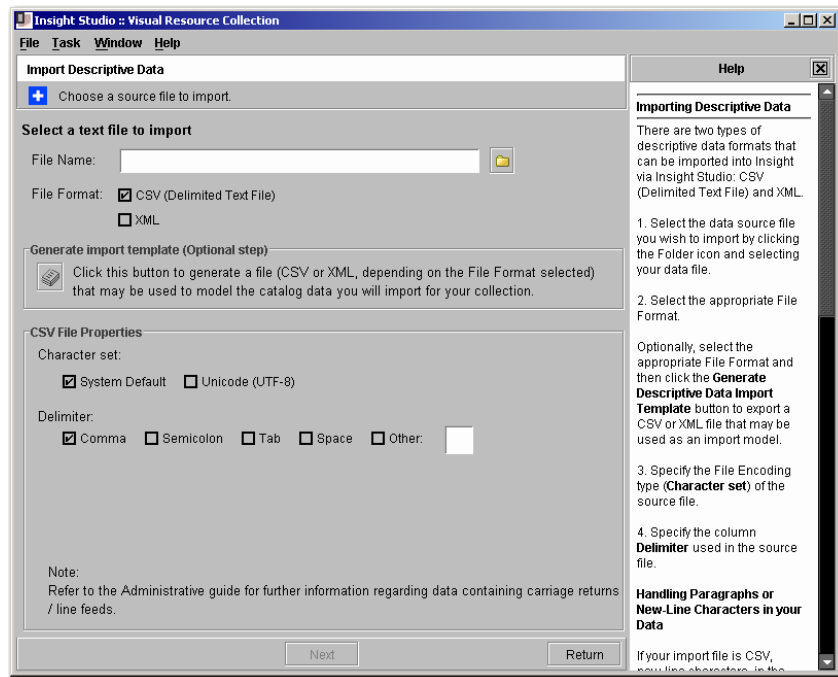 Insight Studio :: Visual Resource Collection
File Task Window Help
Import Descriptive Data
Choose a source file to import.
Select a text file to import
File Name:
File Format: CSV (Delimited Text File)
XML
Generate import template (Optional step)
Click this button to generate a file (CSV or XML, depending on the File Format selected)
that may be used to model the catalog data you will import for your collection.
CSV File Properties
Character set:
System Default Unicode (UTF-8)
Delimiter:
Comma Semicolon Tab Space Other:
Note:
Refer to the Administrative guide for further information regarding data containing carriage returns
/ line feeds.
Next Return
Help
Importing Descriptive Data
There are two types of
descriptive data formats that
can be imported into Insight
via Insight Studio: CSV
(Delimited Text File) and XML.
1. Select the data source file
you wish to import by clicking
the Folder icon and selecting
your data file.
2. Select the appropriate File
Format.
Optionally, select the
appropriate File Format and
then click the Generate
Descriptive Data Import
Template button to export a
CSV or XML file that may be
used as an import model.
3. Specify the File Encoding
type (Character set) of the
source file.
4. Specify the column
Delimiter used in the source
file.
Handling Paragraphs or
New-Line Characters in your
Data
If your import file is CSV,
new line characters, in the